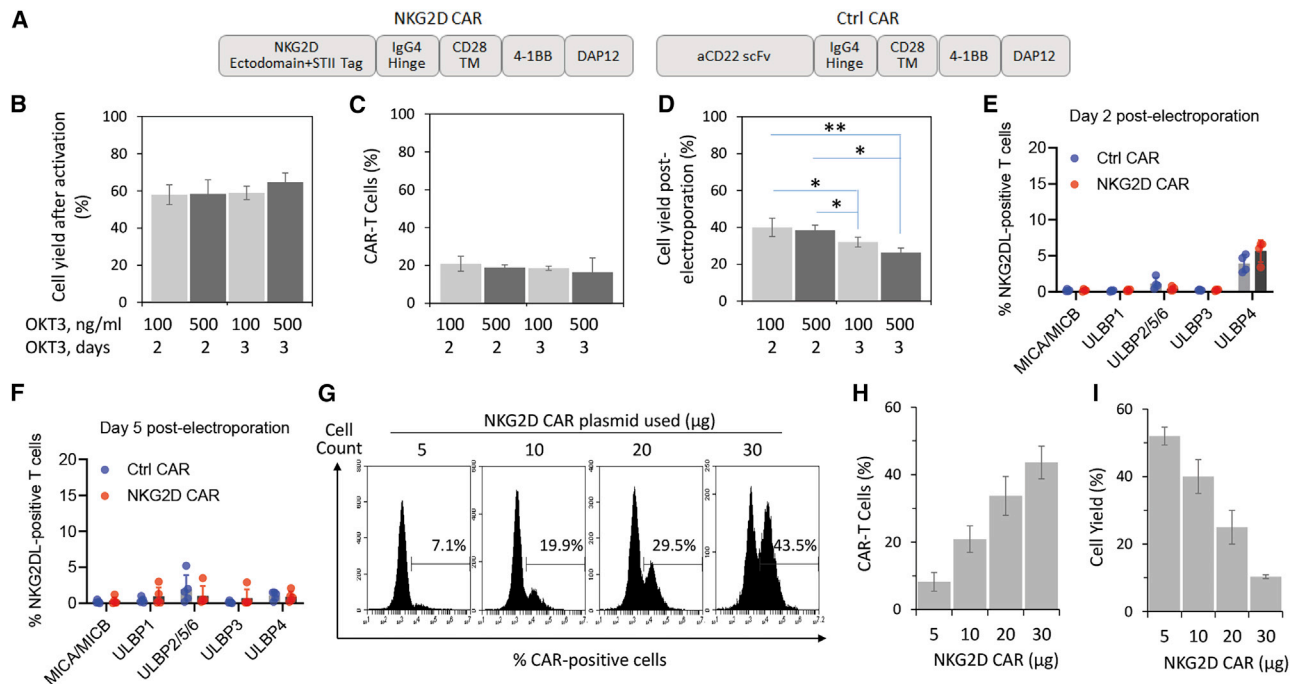 A
NKG2D CAR
Ctrl CAR
NKG2D Ectodomain+STII Tag
IgG4 Hinge
CD28 TM
4-1BB
DAP12
aCD22 scFv
IgG4 Hinge
CD28 TM
4-1BB
DAP12
B
Cell yield after activation (%)
100
80
60
40
20
0
OKT3, ng/ml 100 500 100 500
OKT3, days 2 2 3 3
C
CAR-T Cells (%)
100
80
60
40
20
0
100 500 100 500
2 2 3 3
D
Cell yield post-electroporation (%)
100
80
60
40
20
0
**
*
*
*
100 500 100 500
2 2 3 3
E
Day 2 post-electroporation
% NKG2DL-positive T cells
20
15
10
5
0
Ctrl CAR
NKG2D CAR
MICA/MICB
ULBP1
ULBP2/5/6
ULBP3
ULBP4
F
Day 5 post-electroporation
% NKG2DL-positive T cells
20
15
10
5
0
Ctrl CAR
NKG2D CAR
MICA/MICB
ULBP1
ULBP2/5/6
ULBP3
ULBP4
G
NKG2D CAR plasmid used (µg)
Cell Count
5 10 20 30
7.1%
19.9%
29.5%
43.5%
% CAR-positive cells
H
CAR-T Cells (%)
60
40
20
0
5 10 20 30
NKG2D CAR (µg)
I
Cell Yield (%)
60
40
20
0
5 10 20 30
NKG2D CAR (µg)